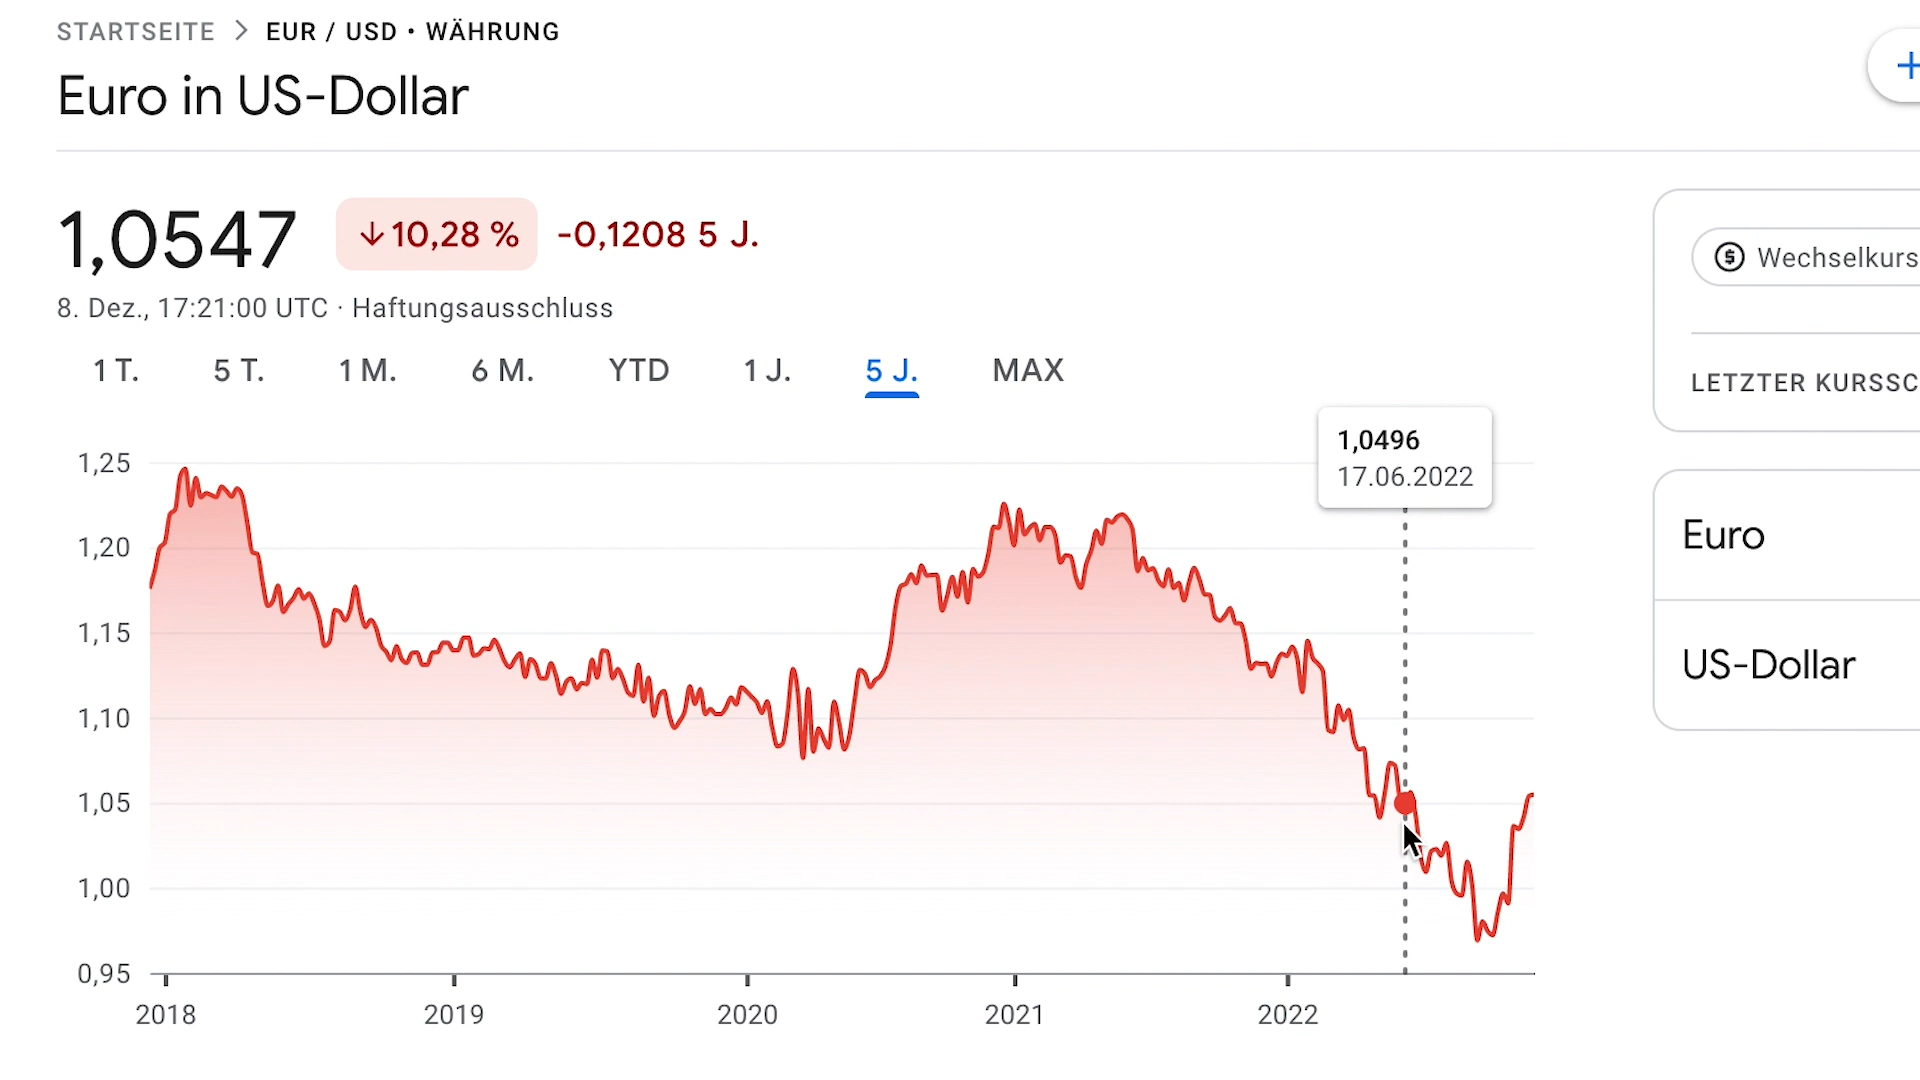 STARTSEITE > EUR / USD • WÄHRUNG
Euro in US-Dollar
1,0547 ↓10,28 % -0,1208 5 J.
8. Dez., 17:21:00 UTC · Haftungsausschluss
1 T. 5 T. 1 M. 6 M. YTD 1 J. 5 J. MAX
1,0496
17.06.2022
1,25
1,20
1,15
1,10
1,05
1,00
0,95
2018 2019 2020 2021 2022
Wechselkurs
LETZTER KURSSC
Euro
US-Dollar